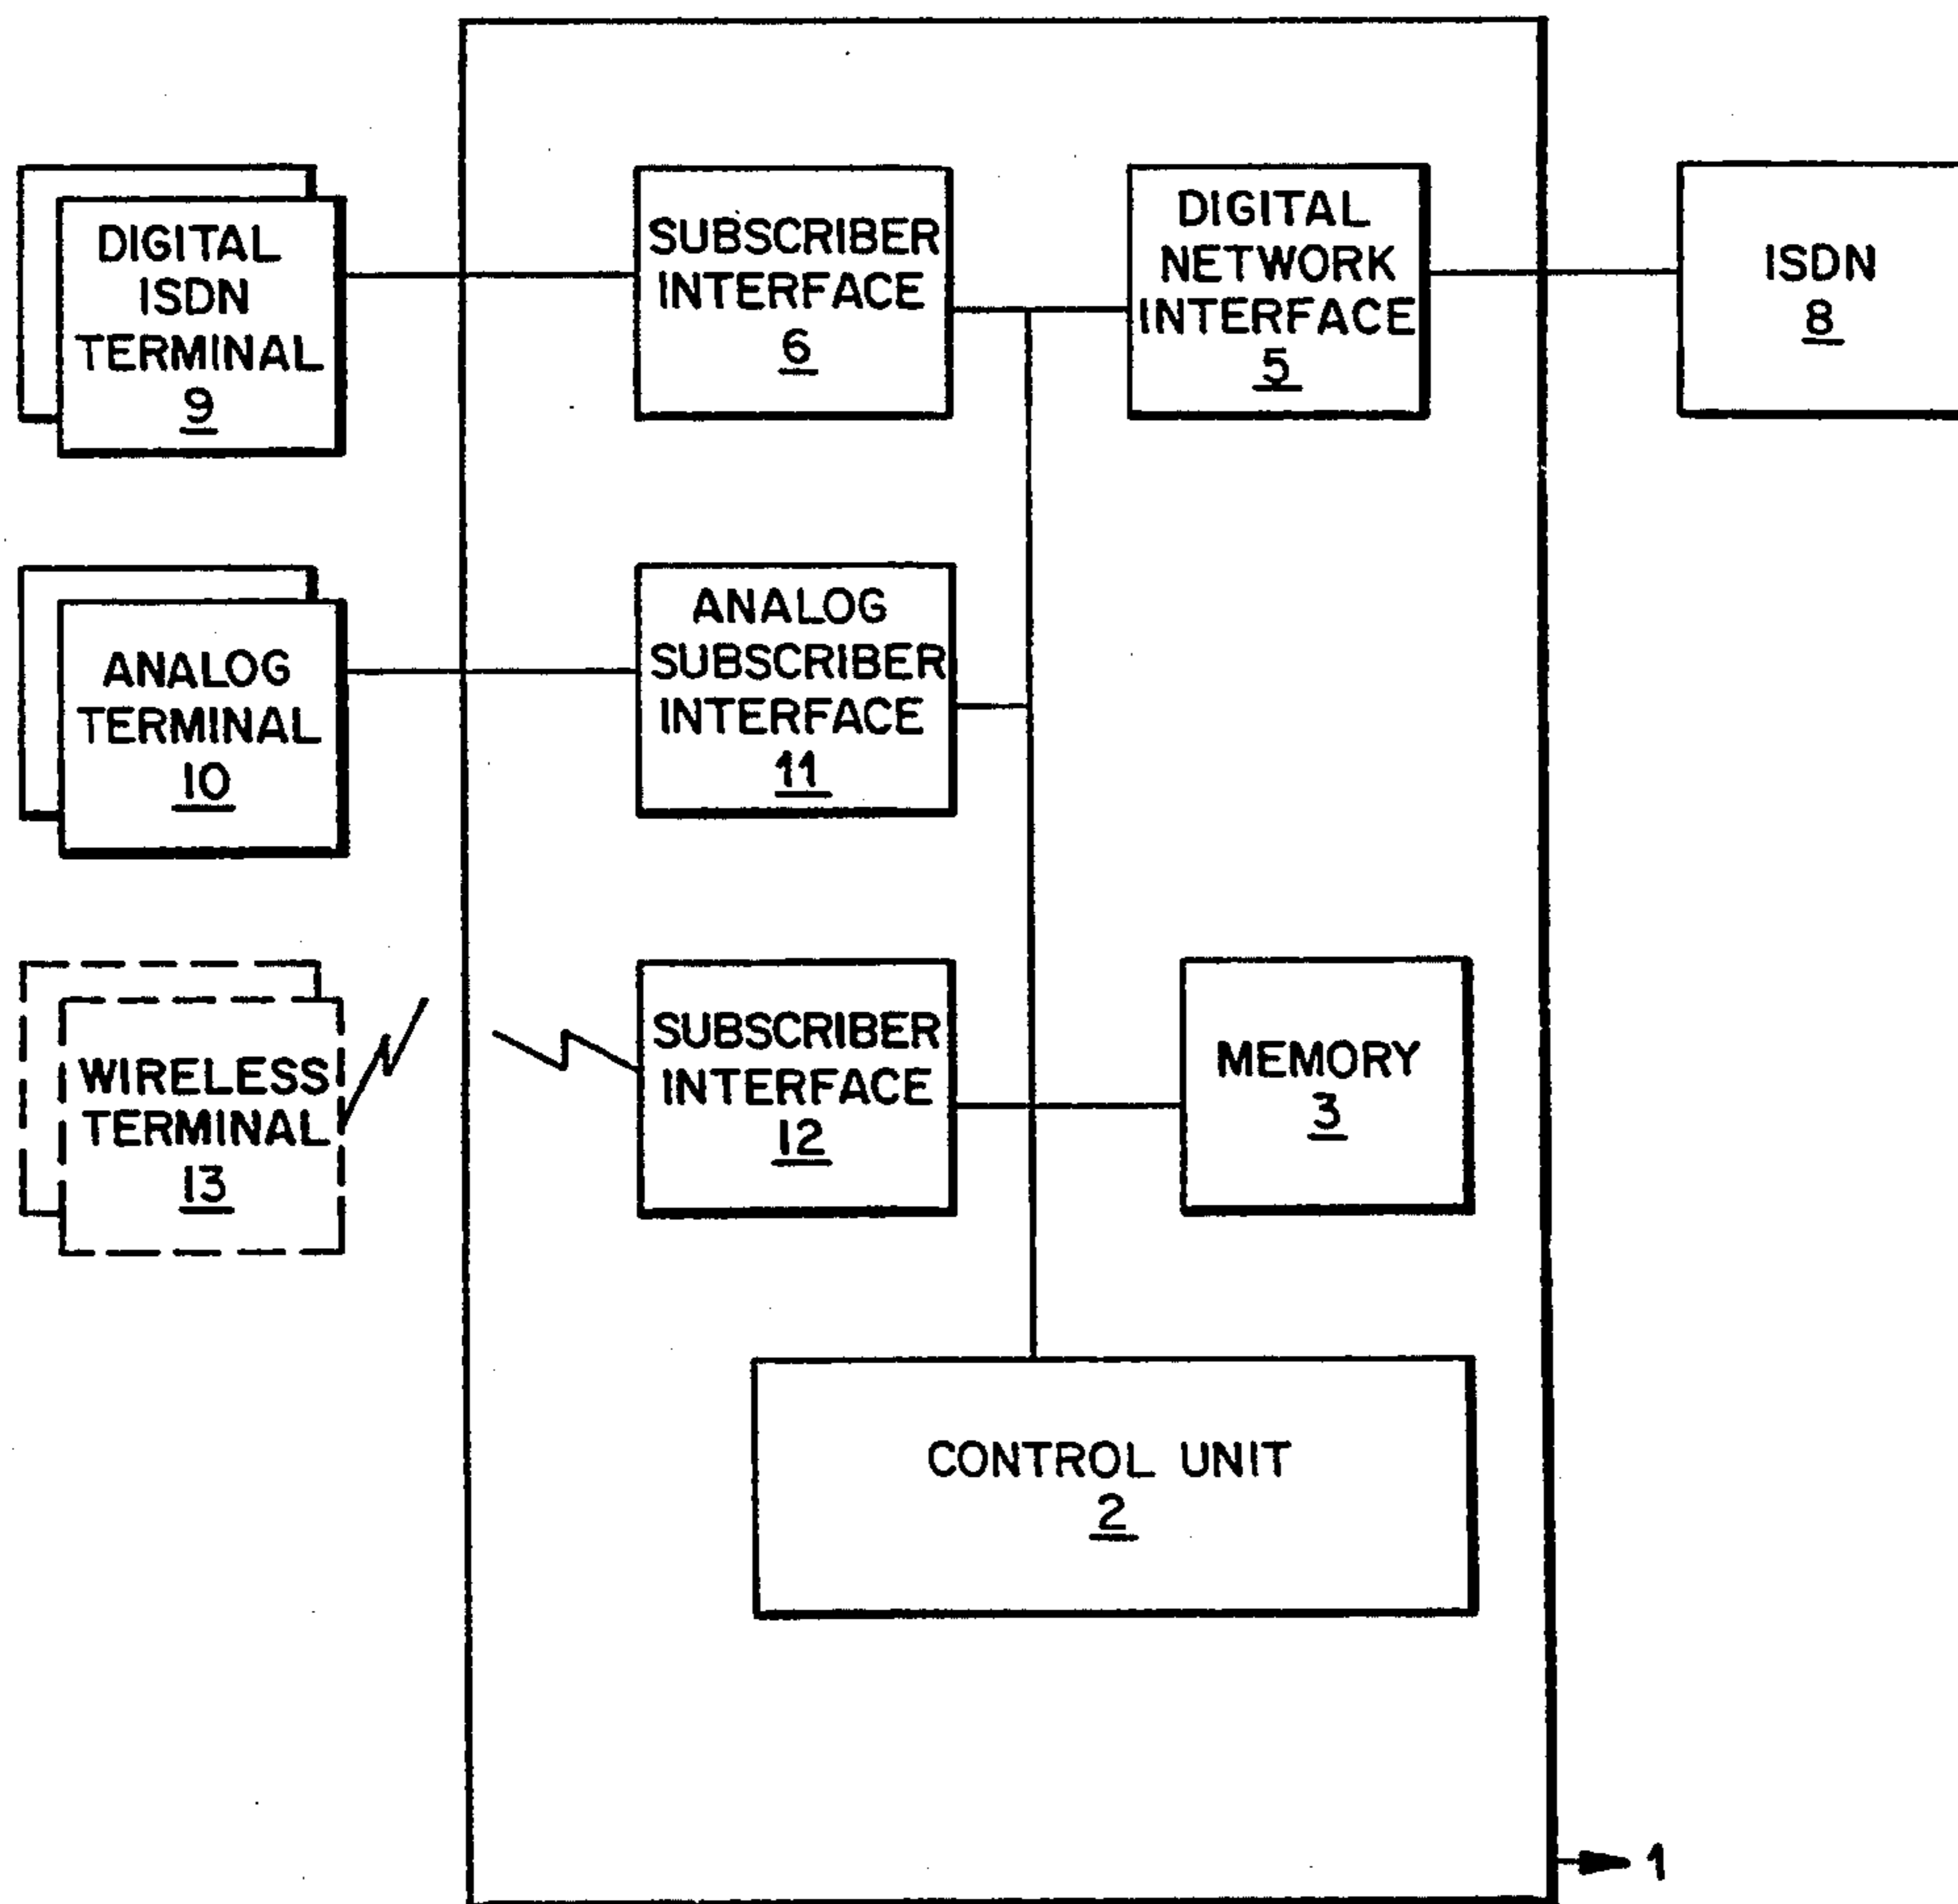 DIGITAL
ISDN
TERMINAL
9
SUBSCRIBER
INTERFACE
6
DIGITAL
NETWORK
INTERFACE
5
ISDN
8
ANALOG
TERMINAL
10
ANALOG
SUBSCRIBER
INTERFACE
11
WIRELESS
TERMINAL
13
SUBSCRIBER
INTERFACE
12
MEMORY
3
CONTROL UNIT
2
1